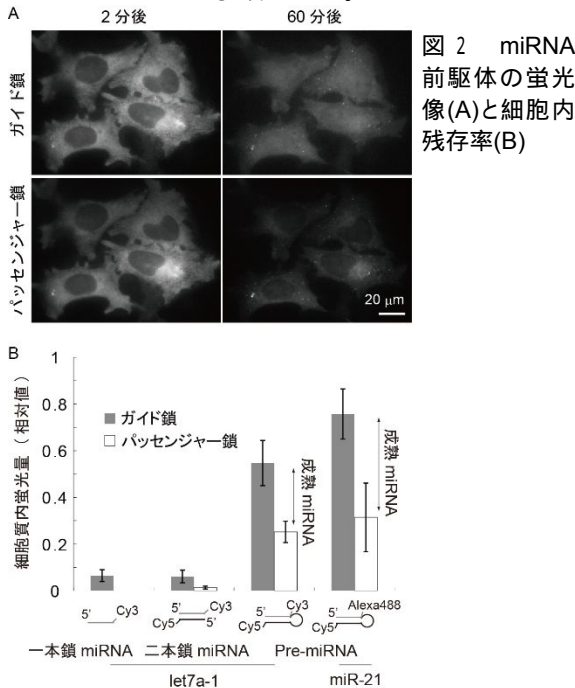 A
2 分後
60 分後
ガイド鎖
パッセンジャー鎖
20 μm
図 2 miRNA
前駆体の蛍光
像(A)と細胞内
残存率(B)
B
細胞質内蛍光量(相対値)
1
0.8
0.6
0.4
0.2
0
ガイド鎖
パッセンジャー鎖
成熟 miRNA
成熟 miRNA
5' Cy3
5' Cy3
Cy5 5'
Cy3
5'
Cy5
Alexa488
5'
Cy5
一本鎖 miRNA 二本鎖 miRNA Pre-miRNA
let7a-1 miR-21